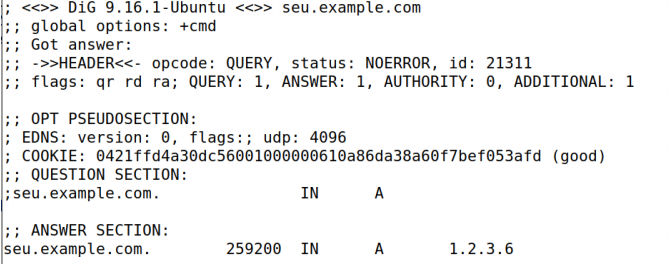 ; <<>> DiG 9.16.1-Ubuntu <<>> seu.example.com
;; global options: +cmd
;; Got answer:
;; ->>HEADER<<- opcode: QUERY, status: NOERROR, id: 21311
;; flags: qr rd ra; QUERY: 1, ANSWER: 1, AUTHORITY: 0, ADDITIONAL: 1

;; OPT PSEUDOSECTION:
; EDNS: version: 0, flags:; udp: 4096
; COOKIE: 0421ffd4a30dc56001000000610a86da38a60f7bef053afd (good)
;; QUESTION SECTION:
;seu.example.com.		IN	A

;; ANSWER SECTION:
seu.example.com.	259200	IN	A	1.2.3.6